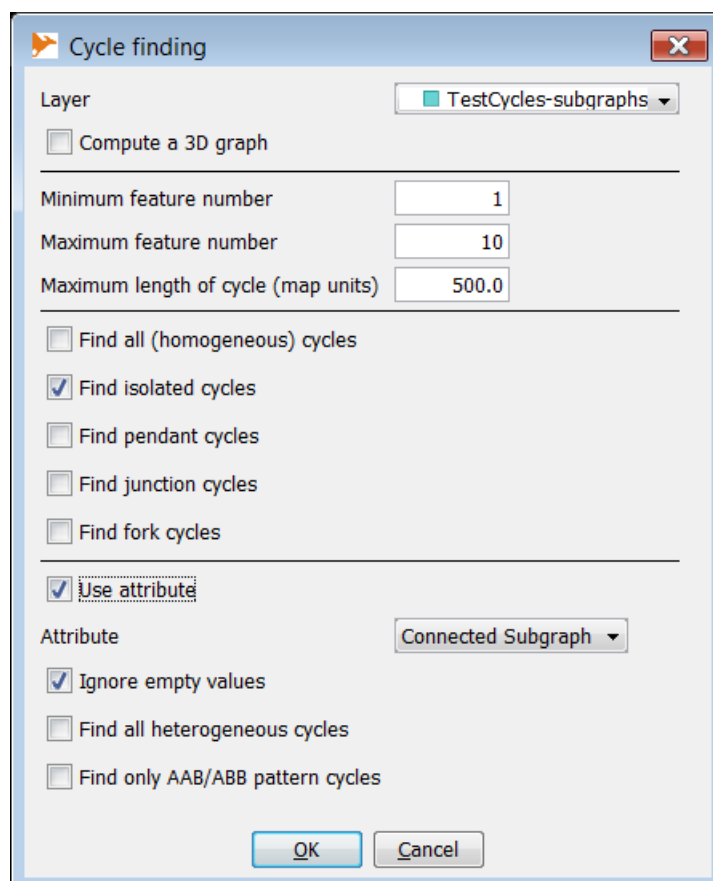 Cycle finding
Layer TestCycles-subgraphs
Compute a 3D graph
Minimum feature number 1
Maximum feature number 10
Maximum length of cycle (map units) 500.0
Find all (homogeneous) cycles
Find isolated cycles
Find pendant cycles
Find junction cycles
Find fork cycles
Use attribute
Attribute Connected Subgraph
Ignore empty values
Find all heterogeneous cycles
Find only AAB/ABB pattern cycles
OK Cancel